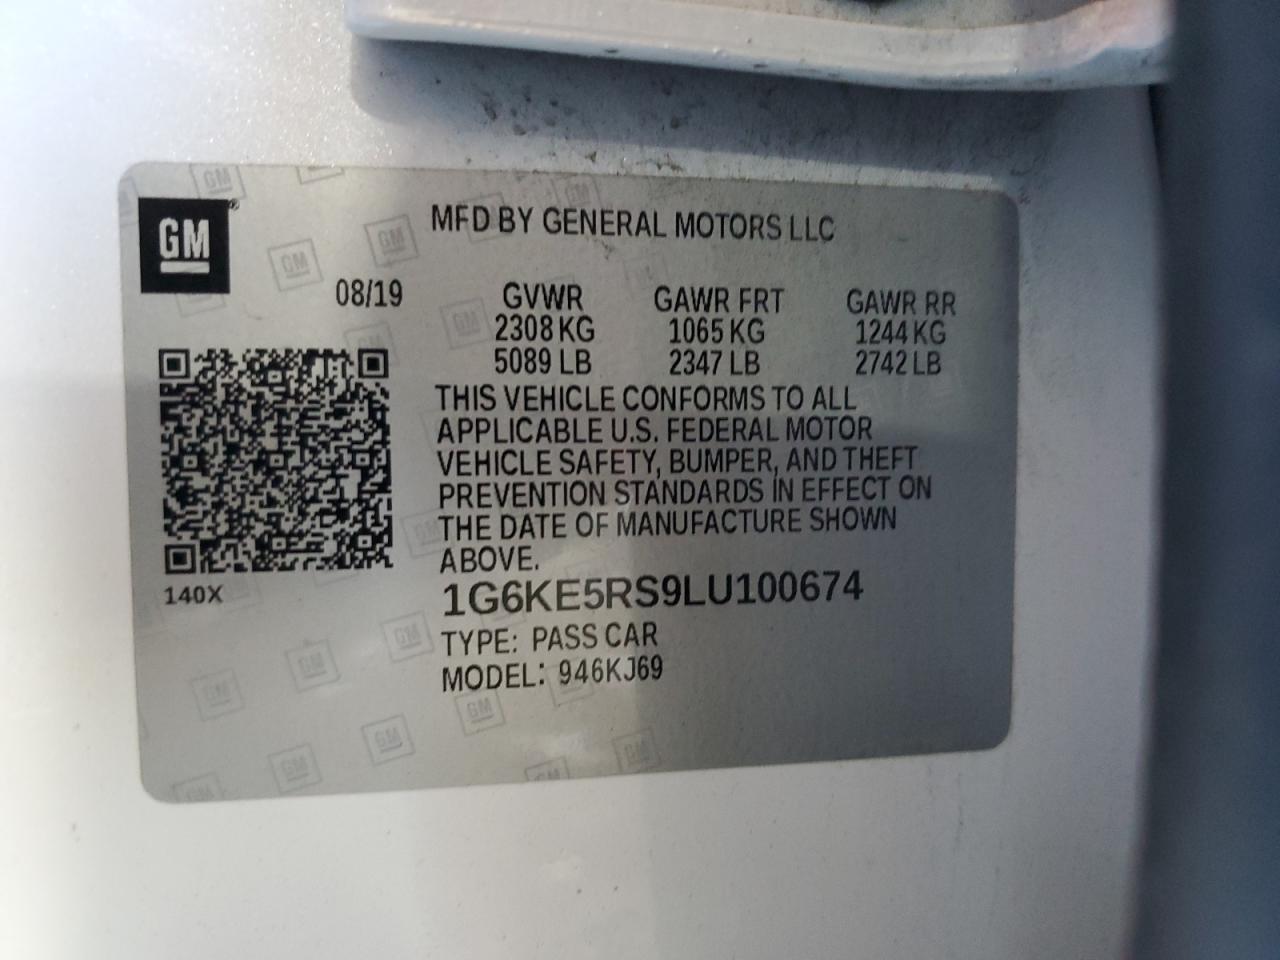 GM
MFD BY GENERAL MOTORS LLC
08/19 GVWR GAWR FRT GAWR RR
2308 KG 1065 KG 1244 KG
5089 LB 2347 LB 2742 LB
THIS VEHICLE CONFORMS TO ALL
APPLICABLE U.S. FEDERAL MOTOR
VEHICLE SAFETY, BUMPER, AND THEFT
PREVENTION STANDARDS IN EFFECT ON
THE DATE OF MANUFACTURE SHOWN
ABOVE.
140X
1G6KE5RS9LU100674
TYPE: PASS CAR
MODEL: 946KJ69